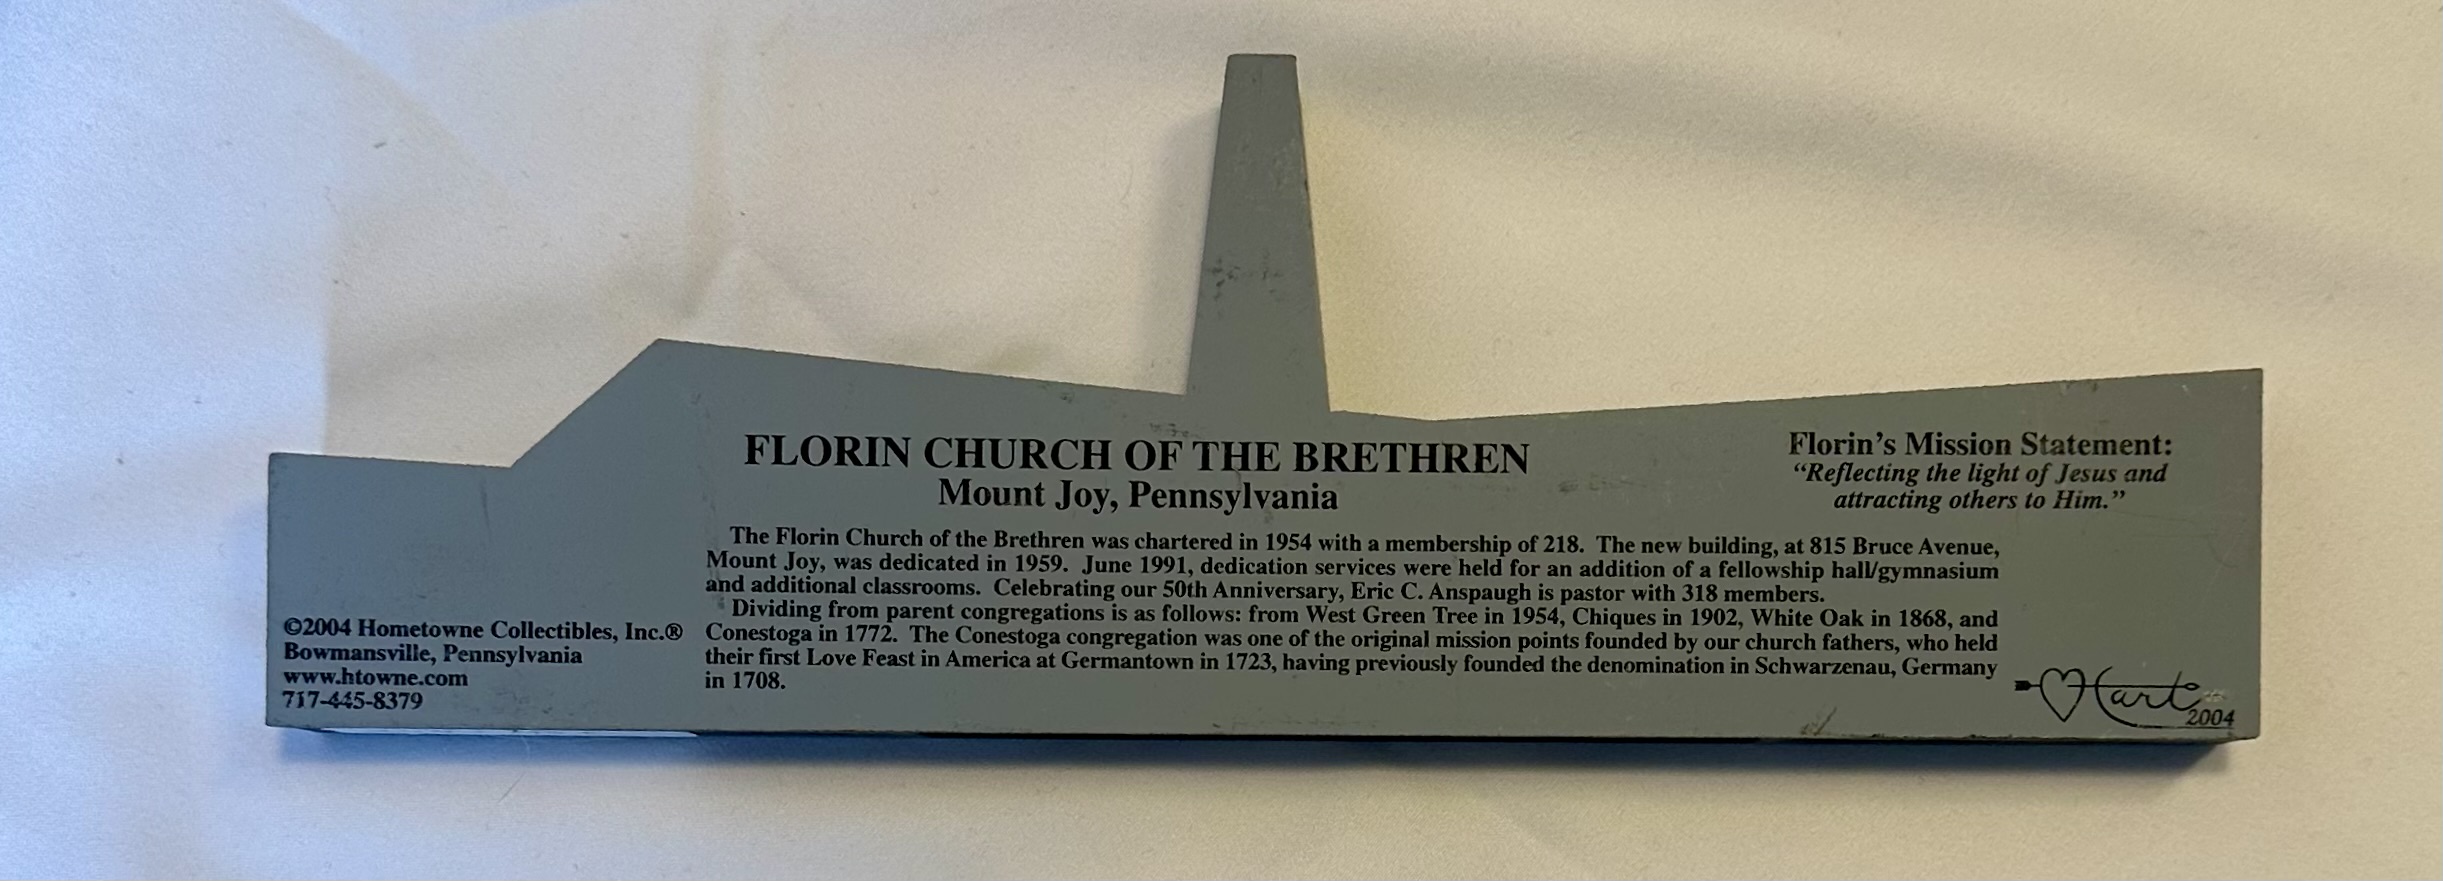 FLORIN CHURCH OF THE BRETHREN
Mount Joy, Pennsylvania
Florin's Mission Statement:
“Reflecting the light of Jesus and
attracting others to Him.”
The Florin Church of the Brethren was chartered in 1954 with a membership of 218. The new building, at 815 Bruce Avenue,
Mount Joy, was dedicated in 1959. June 1991, dedication services were held for an addition of a fellowship hall/gymnasium
and additional classrooms. Celebrating our 50th Anniversary, Eric C. Anspaugh is pastor with 318 members.
Dividing from parent congregations is as follows: from West Green Tree in 1954, Chiques in 1902, White Oak in 1868, and
Conestoga in 1772. The Conestoga congregation was one of the original mission points founded by our church fathers, who held
their first Love Feast in America at Germantown in 1723, having previously founded the denomination in Schwarzenau, Germany
in 1708.
©2004 Hometowne Collectibles, Inc.®
Bowmansville, Pennsylvania
www.htowne.com
717-445-8379
Hart
2004